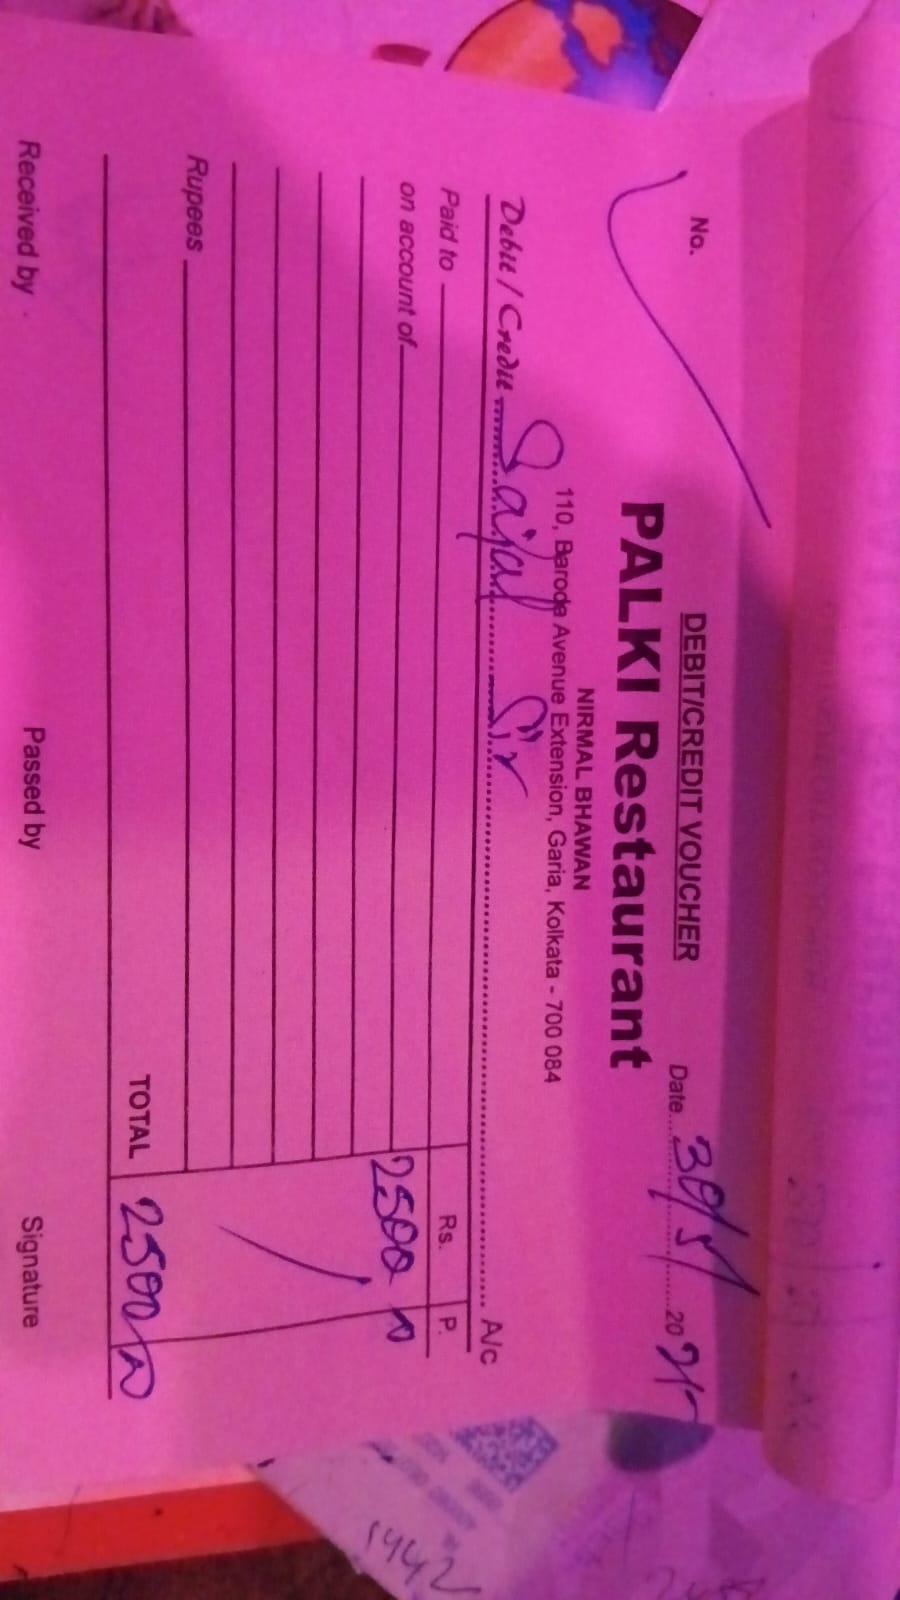 No.
DEBIT/CREDIT VOUCHER
Date 30/5/20
PALKI Restaurant
NIRMAL BHAWAN
110, Baroda Avenue Extension, Garia, Kolkata - 700 084
Debit / Credit Sajal Sir A/c
Paid to Rs. P.
on account of 2500
Rupees
TOTAL 2500
Received by Passed by Signature
1442